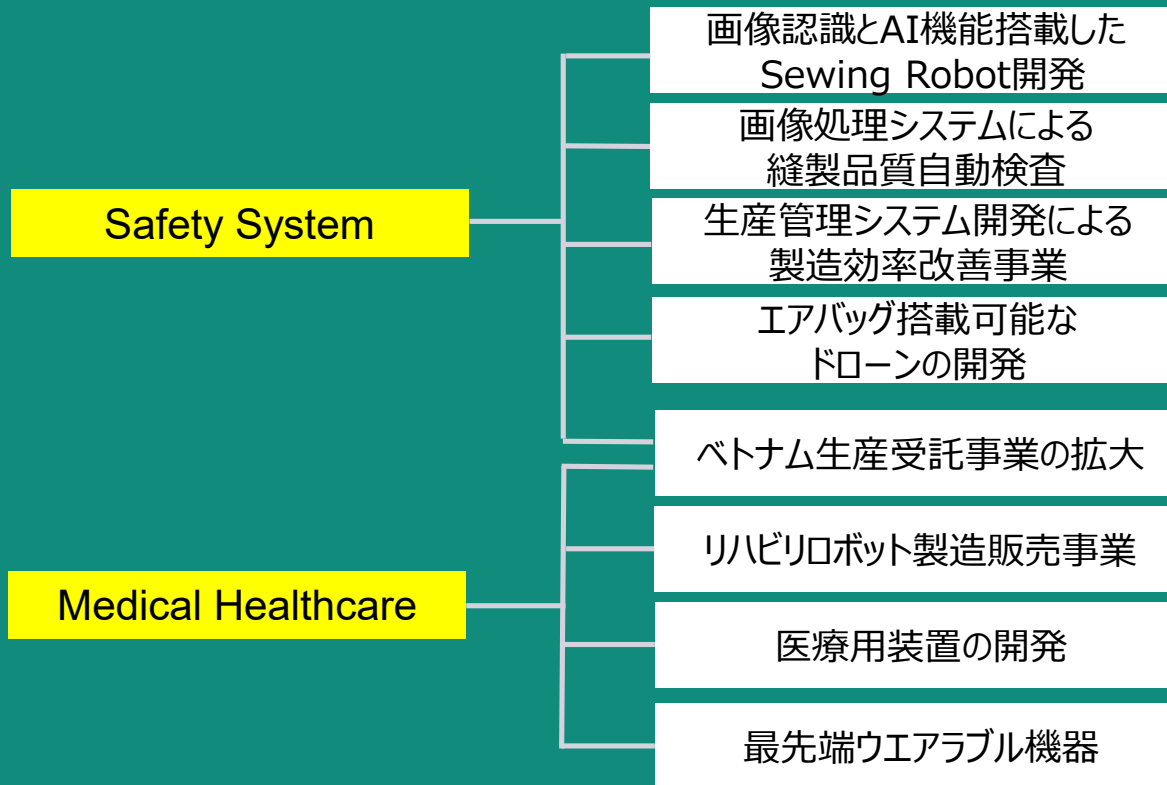 Safety System
画像認識とAI機能搭載した
Sewing Robot開発
画像処理システムによる
縫製品質自動検査
生産管理システム開発による
製造効率改善事業
エアバッグ搭載可能な
ドローンの開発
ベトナム生産受託事業の拡大
Medical Healthcare
リハビリロボット製造販売事業
医療用装置の開発
最先端ウエアラブル機器